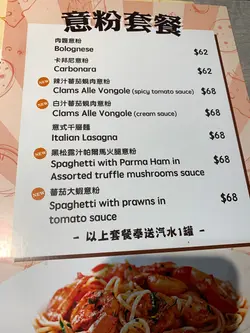 意粉套餐
肉醬意粉
Bolognese $62
卡邦尼意粉
Carbonara $62
NEW 辣汁蕃茄蜆肉意粉
Clams Alle Vongole (spicy tomato sauce) $68
NEW 白汁蕃茄蜆肉意粉
Clams Alle Vongole (cream sauce) $68
意式千層麵
Italian Lasagna $68
NEW 黑松露汁帕爾馬火腿意粉
Spaghetti with Parma Ham in $68
Assorted truffle mushrooms sauce
NEW 蕃茄大蝦意粉
Spaghetti with prawns in $68
tomato sauce
- 以上套餐奉送汽水1罐 -